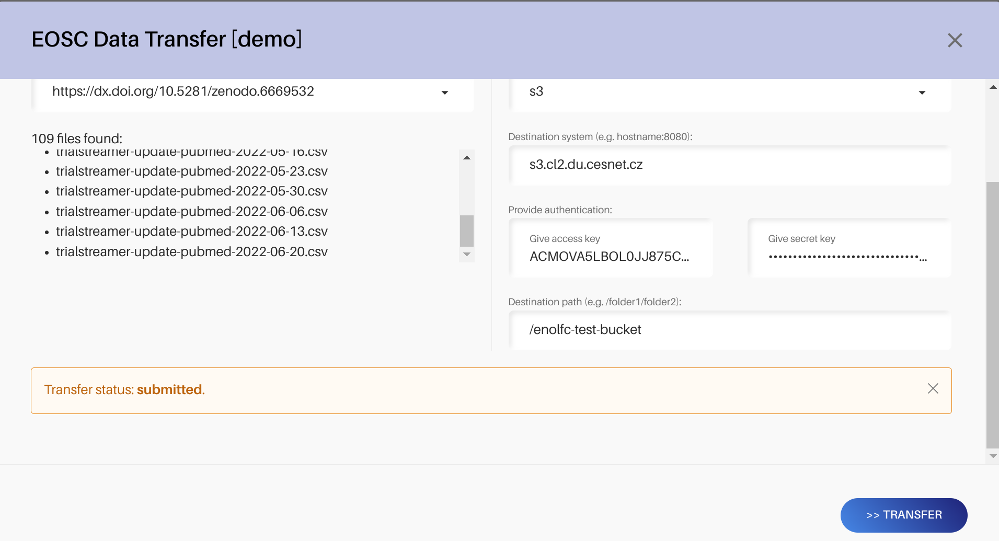 EOSC Data Transfer [demo]
https://dx.doi.org/10.5281/zenodo.6669532
109 files found:
trialstreamer-update-pubmed-2022-05-16.csv
trialstreamer-update-pubmed-2022-05-23.csv
trialstreamer-update-pubmed-2022-05-30.csv
trialstreamer-update-pubmed-2022-06-06.csv
trialstreamer-update-pubmed-2022-06-13.csv
trialstreamer-update-pubmed-2022-06-20.csv
s3
Destination system (e.g. hostname:8080):
s3.cl2.du.cesnet.cz
Provide authentication:
Give access key
ACMOVA5LBOL0JJ875C...
Give secret key
•••••••••••••••••••••••••••••••...
Destination path (e.g. /folder1/folder2):
/enolfc-test-bucket
Transfer status: submitted.
>> TRANSFER